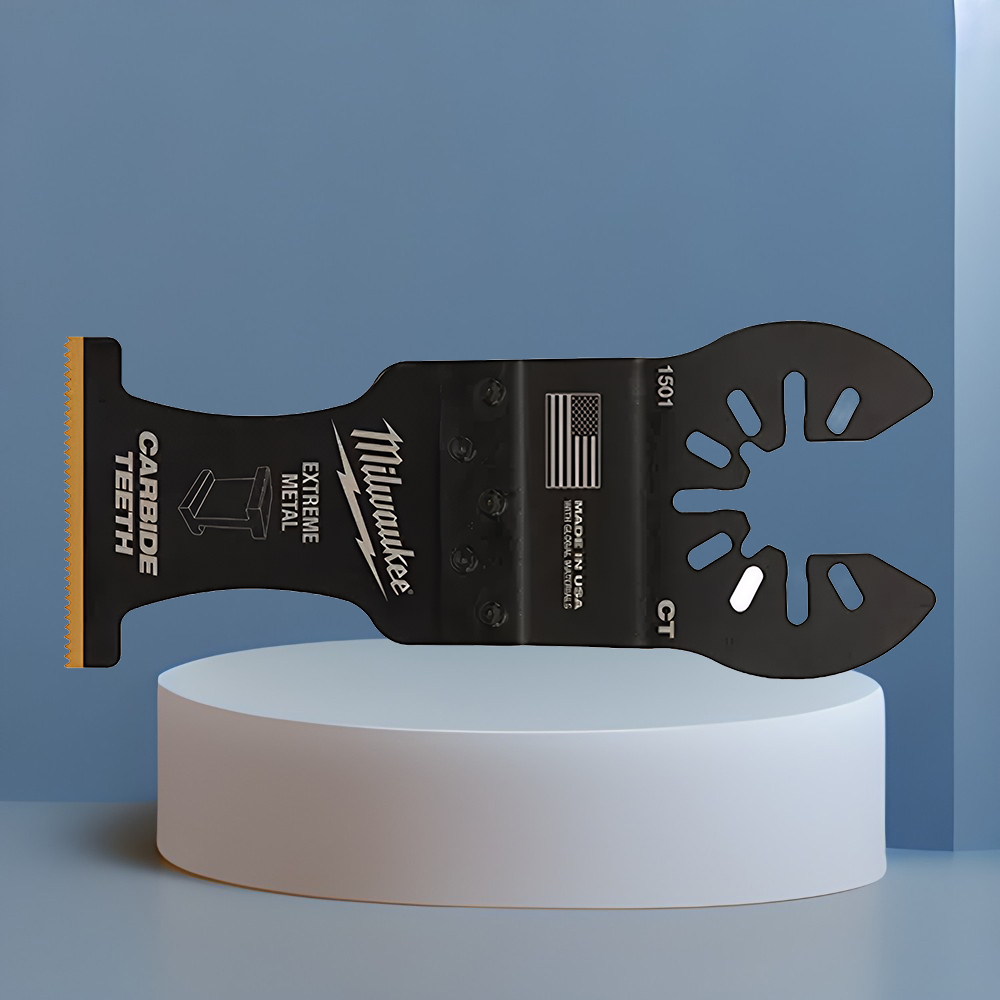 CARBIDE
TEETH
EXTREME
METAL
Milwaukee®
MADE IN USA
WITH GLOBAL MATERIALS
1501
CT